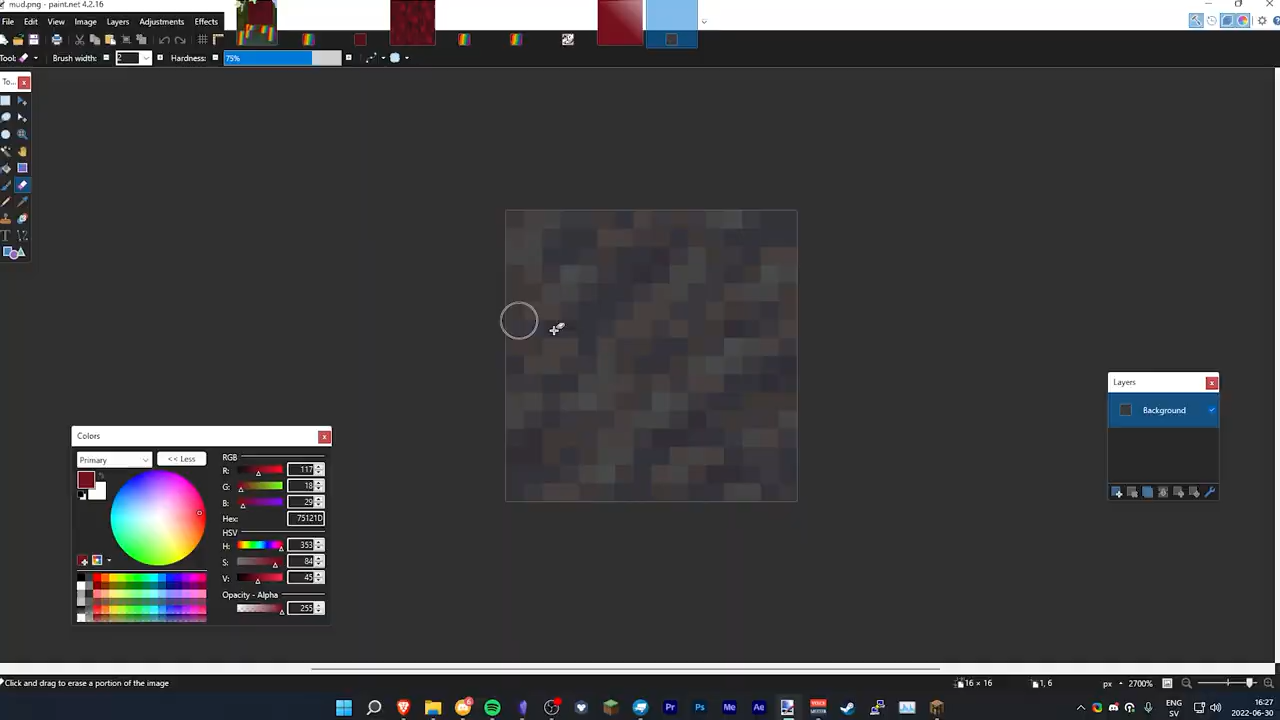 mud.png - paint.net 4.2.16
File Edit View Image Layers Adjustments Effects
Tool: Brush width: 2 Hardness: 75%
To...
Colors
Primary << Less
RGB
R: 117
G: 18
B: 29
Hex: 75121D
HSV
H: 353
S: 84
V: 45
Opacity - Alpha
255
Layers
Background
Click and drag to erase a portion of the image
16 × 16
1, 6
px
2700%
ENG
SV
16:27
2022-06-30